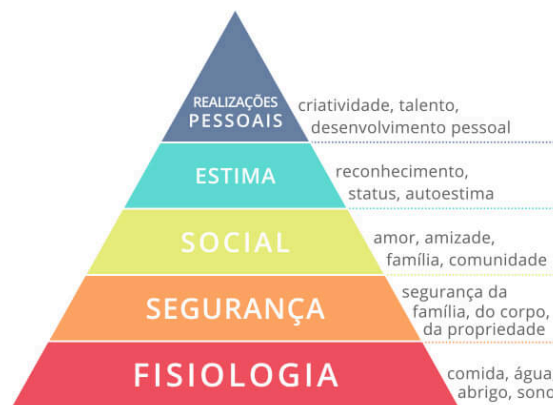 REALIZAÇÕES
PESSOAIS
criatividade, talento,
desenvolvimento pessoal
ESTIMA
reconhecimento,
status, autoestima
SOCIAL
amor, amizade,
família, comunidade
SEGURANÇA
segurança da
família, do corpo,
da propriedade
FISIOLOGIA
comida, água,
abrigo, sono